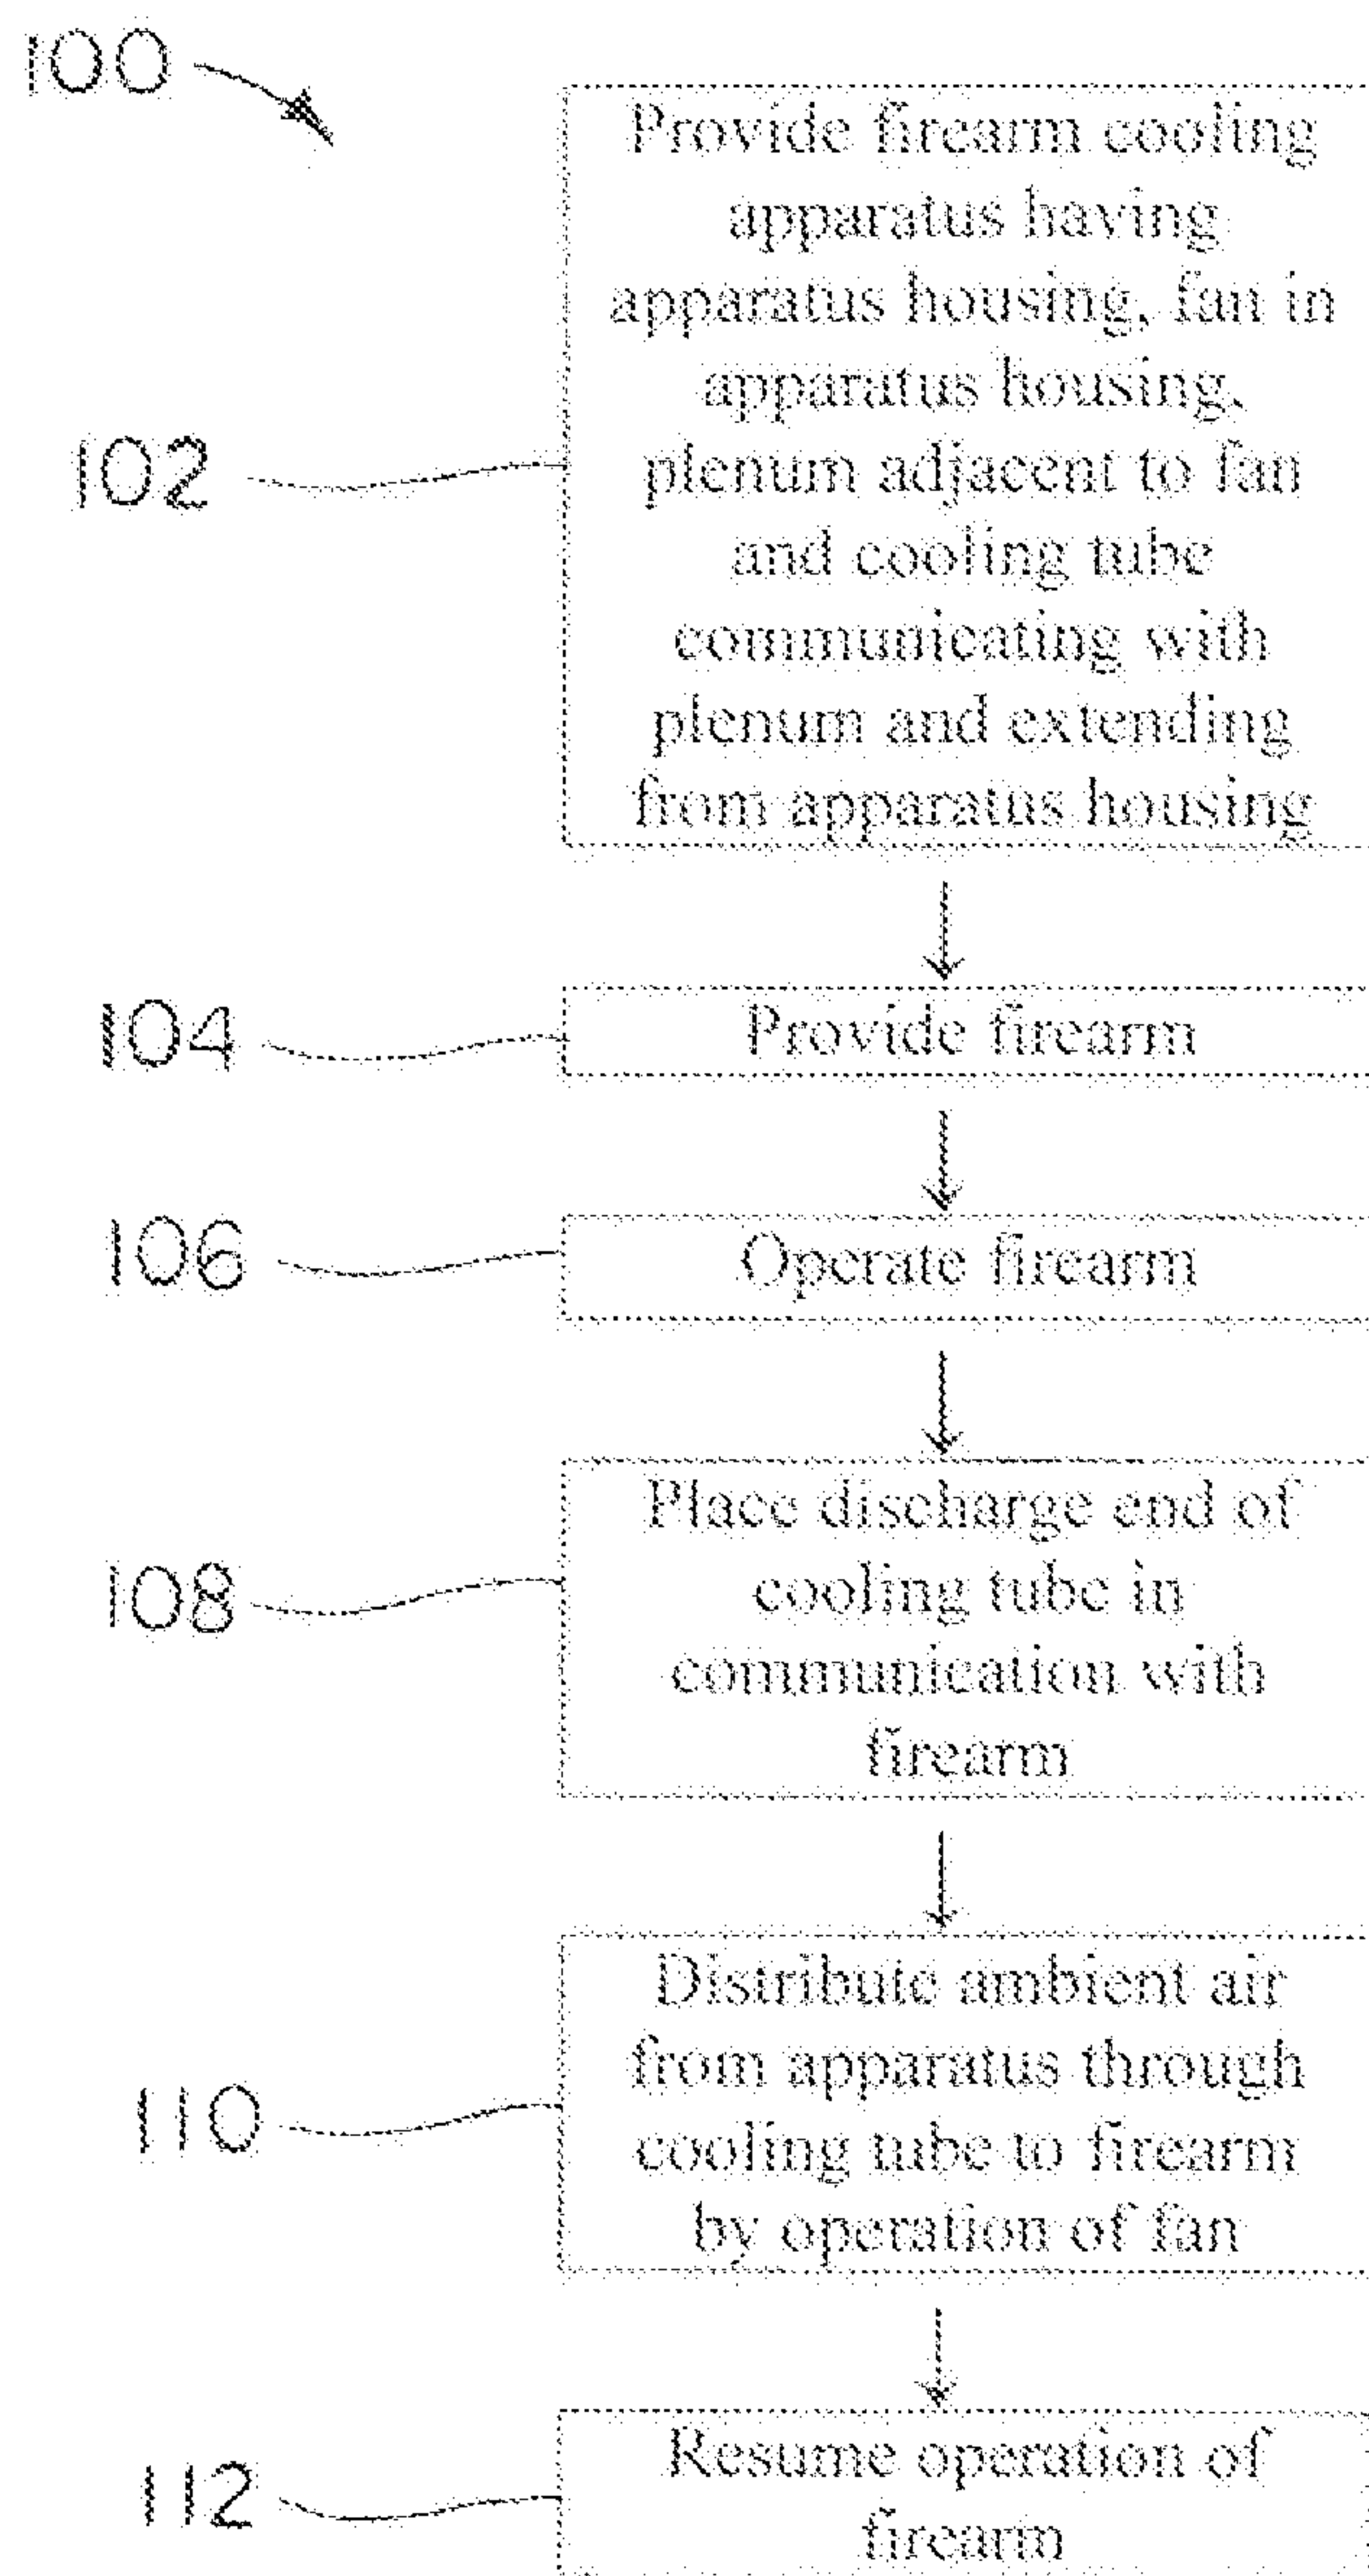 100
Provide firearm cooling
apparatus having
apparatus housing, fan in
apparatus housing,
plenum adjacent to fan
and cooling tube
communicating with
plenum and extending
from apparatus housing
102
Provide firearm
104
Operate firearm
106
Place discharge end of
cooling tube in
communication with
firearm
108
Distribute ambient air
from apparatus through
cooling tube to firearm
by operation of fan
110
Resume operation of
firearm
112